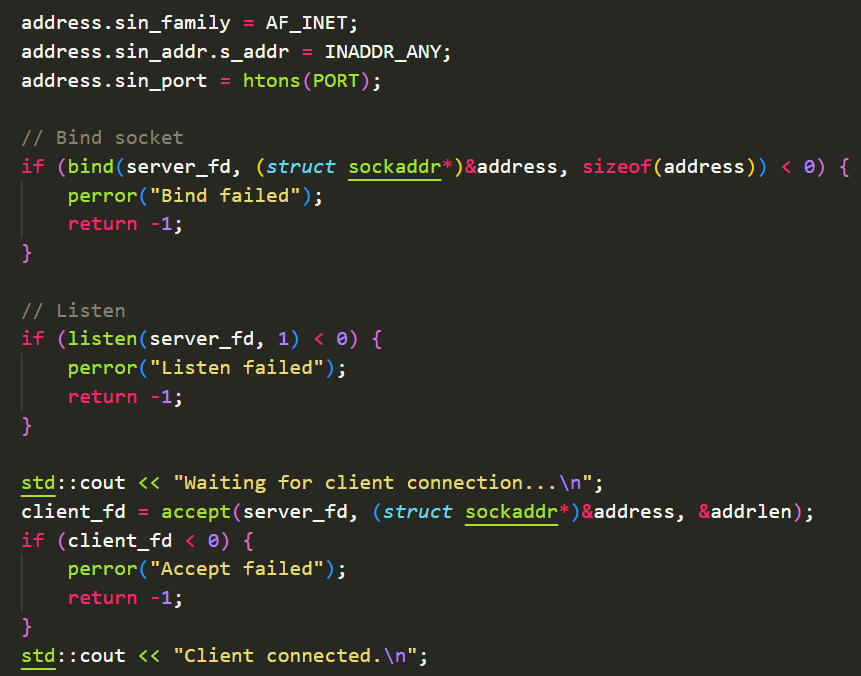 address.sin_family = AF_INET;
address.sin_addr.s_addr = INADDR_ANY;
address.sin_port = htons(PORT);

// Bind socket
if (bind(server_fd, (struct sockaddr*)&address, sizeof(address)) < 0) {
    perror("Bind failed");
    return -1;
}

// Listen
if (listen(server_fd, 1) < 0) {
    perror("Listen failed");
    return -1;
}

std::cout << "Waiting for client connection...\n";
client_fd = accept(server_fd, (struct sockaddr*)&address, &addrlen);
if (client_fd < 0) {
    perror("Accept failed");
    return -1;
}
std::cout << "Client connected.\n";